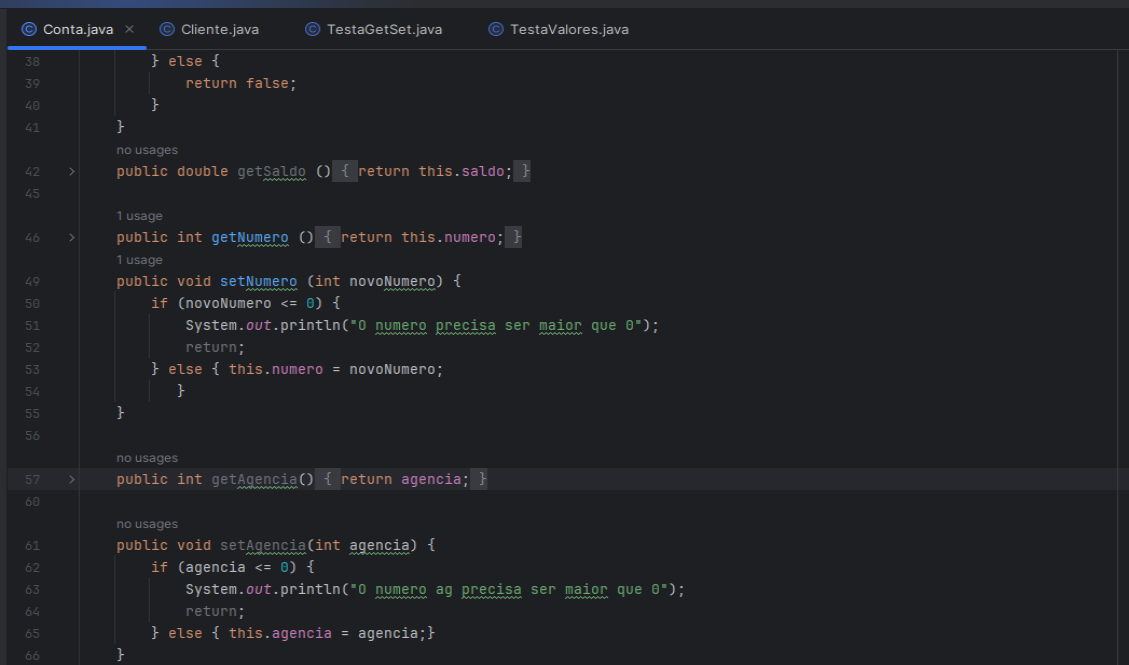 Conta.java × Cliente.java TestaGetSet.java TestaValores.java
38 } else {
39 return false;
40 }
41 }
no usages
42 > public double getSaldo () { return this.saldo; }
45
1 usage
46 > public int getNumero () { return this.numero; }
1 usage
49 public void setNumero (int novoNumero) {
50 if (novoNumero <= 0) {
51 System.out.println("O numero precisa ser maior que 0");
52 return;
53 } else { this.numero = novoNumero;
54 }
55 }
56
no usages
57 > public int getAgencia() { return agencia; }
60
no usages
61 public void setAgencia(int agencia) {
62 if (agencia <= 0) {
63 System.out.println("O numero ag precisa ser maior que 0");
64 return;
65 } else { this.agencia = agencia;}
66 }